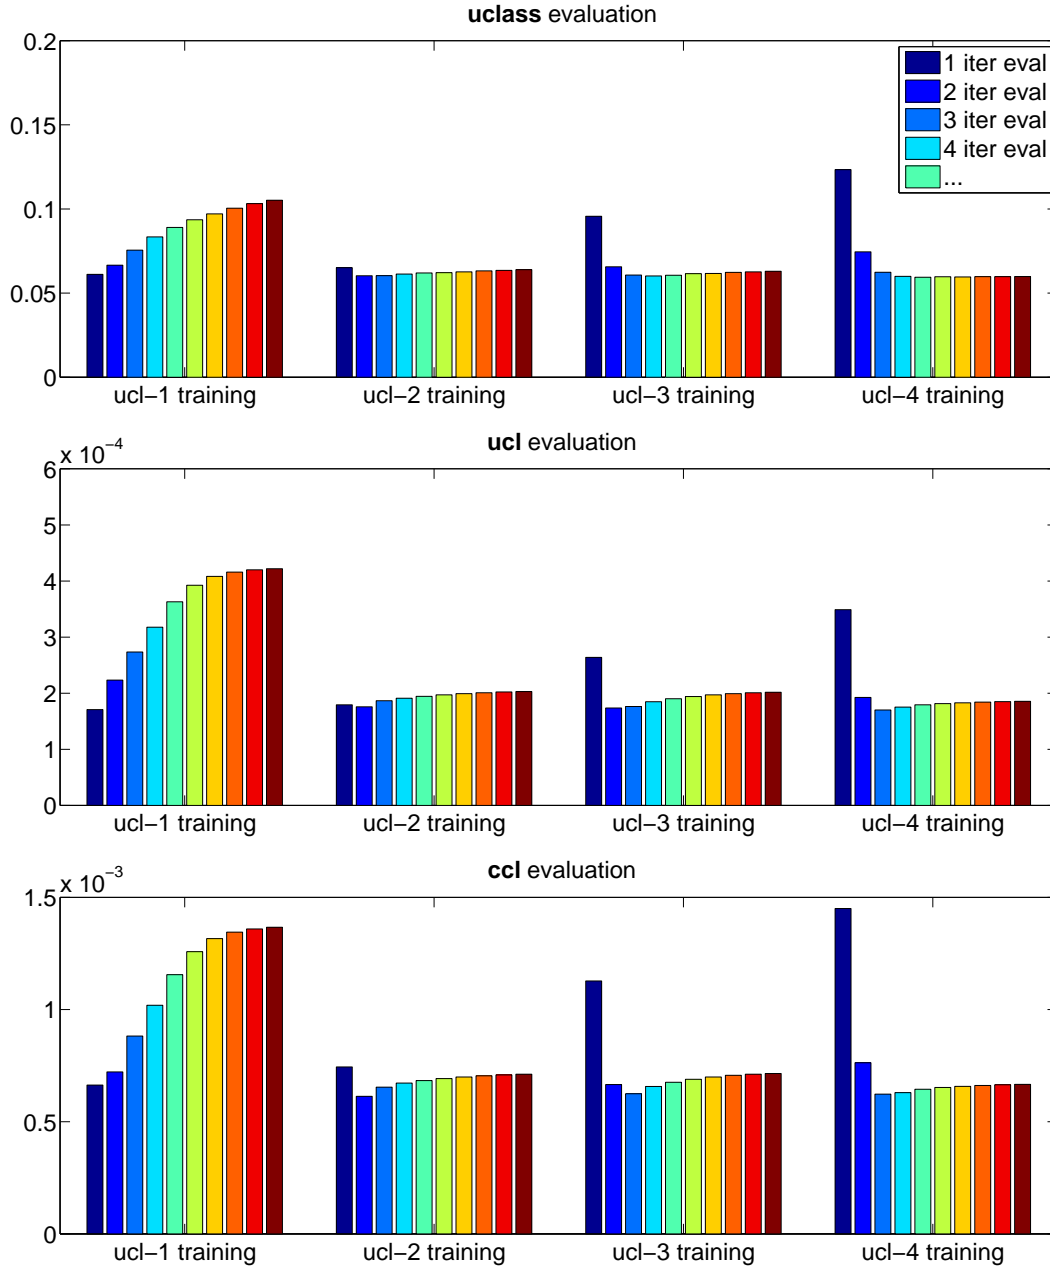 uclass evaluation
0.2
0.15
0.1
0.05
0
1 iter eval
2 iter eval
3 iter eval
4 iter eval
...
ucl−1 training ucl−2 training ucl−3 training ucl−4 training
ucl evaluation
x 10−4
6
5
4
3
2
1
0
ucl−1 training ucl−2 training ucl−3 training ucl−4 training
ccl evaluation
x 10−3
1.5
1
0.5
0
ucl−1 training ucl−2 training ucl−3 training ucl−4 training